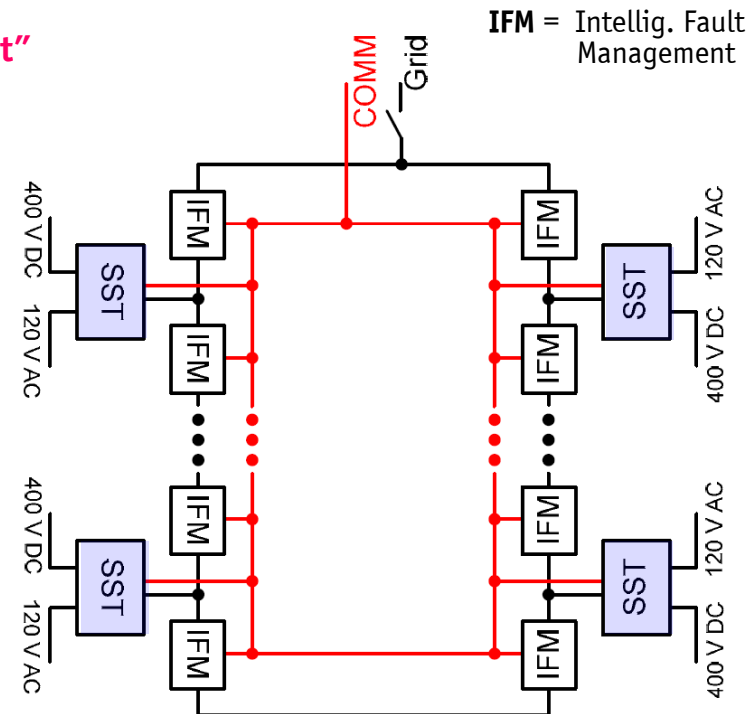 t”
IFM = Intellig. Fault
Management
COMM
Grid
IFM
IFM
400 V DC
120 V AC
SST
SST
120 V AC
400 V DC
IFM
IFM
IFM
IFM
400 V DC
120 V AC
SST
SST
120 V AC
400 V DC
IFM
IFM